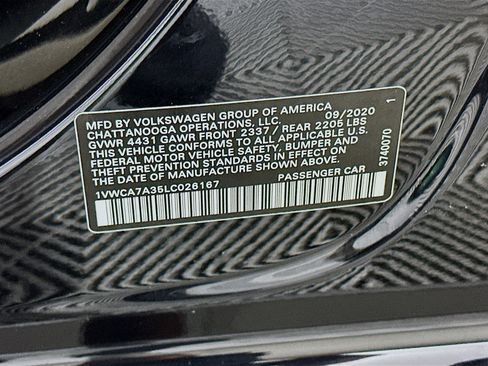 MFD BY VOLKSWAGEN GROUP OF AMERICA
CHATTANOOGA OPERATIONS, LLC. 09/2020 1
GVWR 4431 GAWR FRONT 2337 / REAR 2205 LBS
THIS VEHICLE CONFORMS TO ALL APPLICABLE
FEDERAL MOTOR VEHICLE SAFETY, BUMPER AND
THEFT PREVENTION STANDARDS IN EFFECT ON THE
DATE OF MANUFACTURE SHOWN ABOVE.
1VWCA7A35LC026167 PASSENGER CAR
3740070